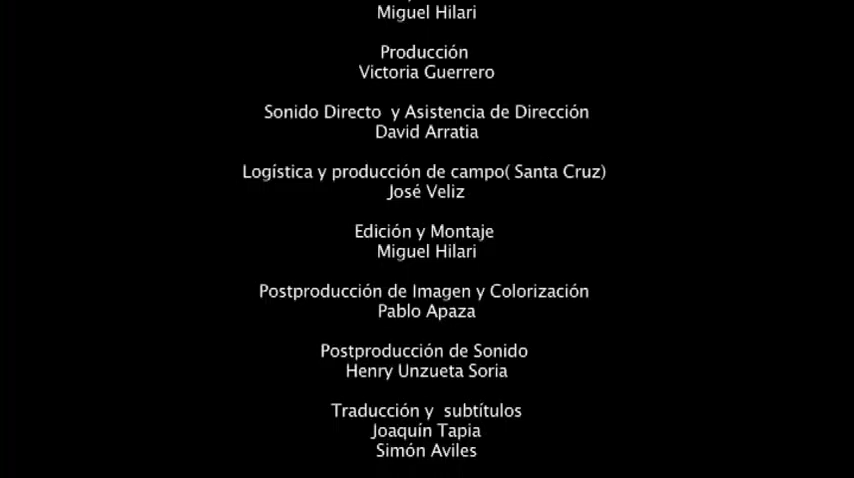 Miguel Hilari
Producción
Victoria Guerrero
Sonido Directo  y Asistencia de Dirección
David Arratia
Logística y producción de campo( Santa Cruz)
José Veliz
Edición y Montaje
Miguel Hilari
Postproducción de Imagen y Colorización
Pablo Apaza
Postproducción de Sonido
Henry Unzueta Soria
Traducción y  subtítulos
Joaquín Tapia
Simón Aviles